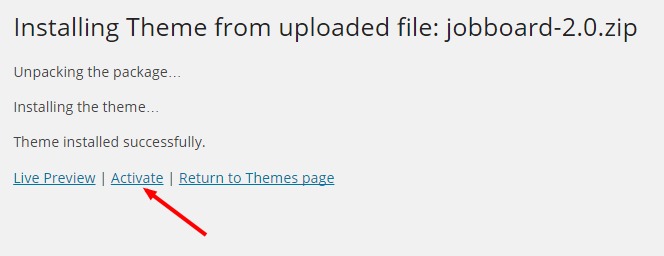 Installing Theme from uploaded file: jobboard-2.0.zip
Unpacking the package…
Installing the theme…
Theme installed successfully.
Live Preview | Activate | Return to Themes page